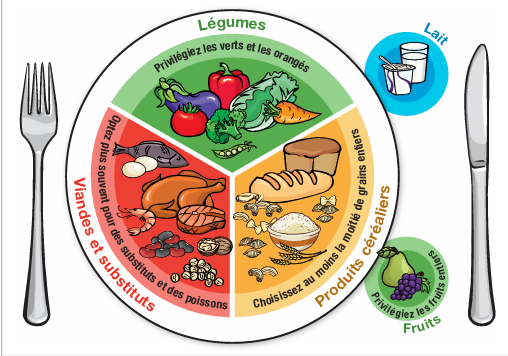 Légumes
Privilégiez les verts et les orangés
Lait
Viandes et substituts
Optez plus souvent pour des substituts et des poissons
Produits céréaliers
Choisissez au moins la moitié de grains entiers
Privilégiez les fruits entiers
Fruits